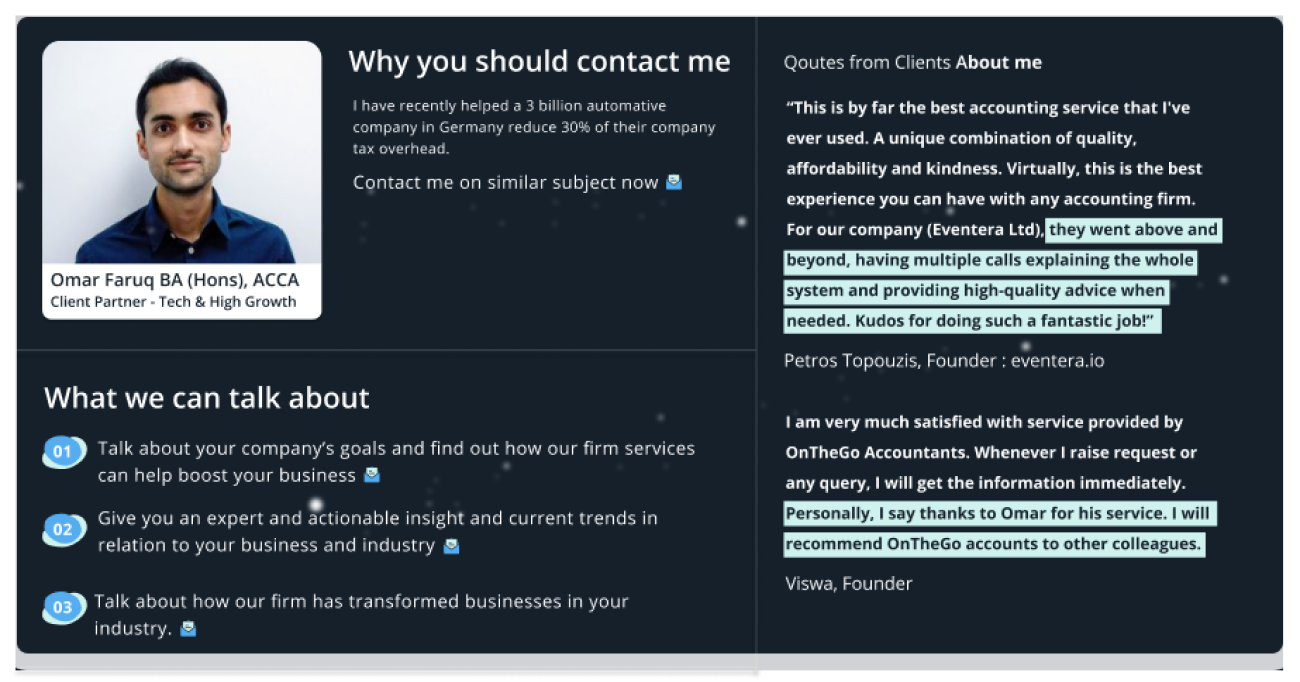 Why you should contact me
I have recently helped a 3 billion automative
company in Germany reduce 30% of their company
tax overhead.
Contact me on similar subject now
Omar Faruq BA (Hons), ACCA
Client Partner - Tech & High Growth
What we can talk about
01
Talk about your company’s goals and find out how our firm services
can help boost your business
02
Give you an expert and actionable insight and current trends in
relation to your business and industry
03
Talk about how our firm has transformed businesses in your
industry.
Qoutes from Clients About me
“This is by far the best accounting service that I've
ever used. A unique combination of quality,
affordability and kindness. Virtually, this is the best
experience you can have with any accounting firm.
For our company (Eventera Ltd), they went above and
beyond, having multiple calls explaining the whole
system and providing high-quality advice when
needed. Kudos for doing such a fantastic job!”
Petros Topouzis, Founder : eventera.io
I am very much satisfied with service provided by
OnTheGo Accountants. Whenever I raise request or
any query, I will get the information immediately.
Personally, I say thanks to Omar for his service. I will
recommend OnTheGo accounts to other colleagues.
Viswa, Founder